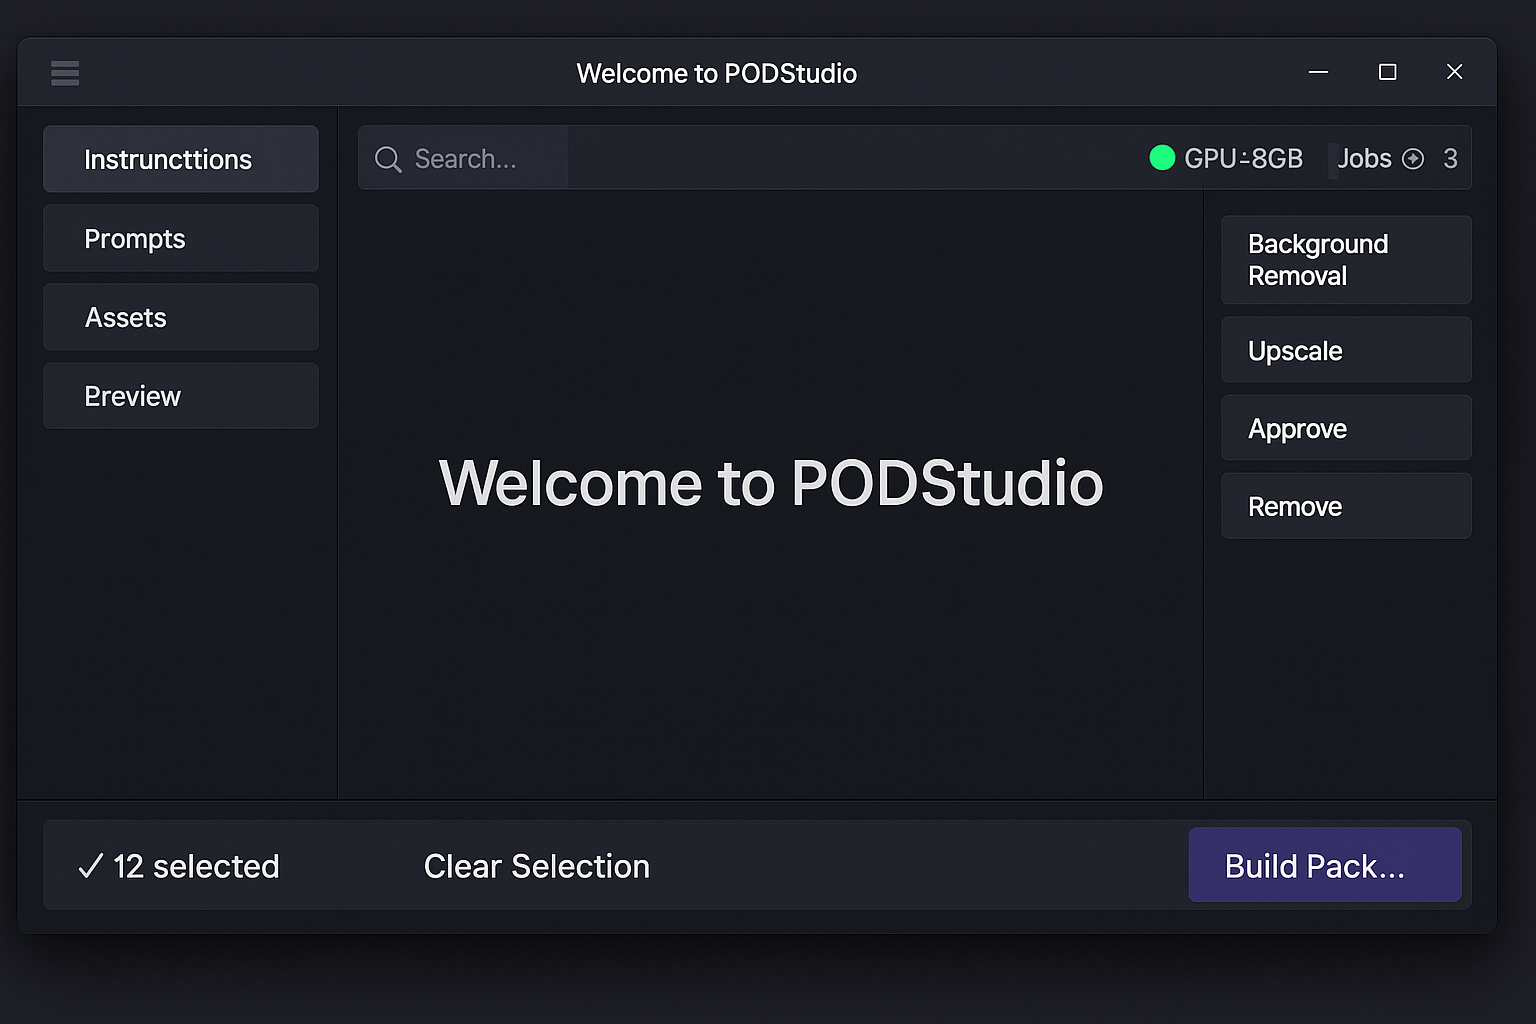 Welcome to PODStudio
Instruncttions
Prompts
Assets
Preview
Search...
GPU-8GB
Jobs 3
Background
Removal
Upscale
Approve
Remove
Welcome to PODStudio
✓ 12 selected
Clear Selection
Build Pack...